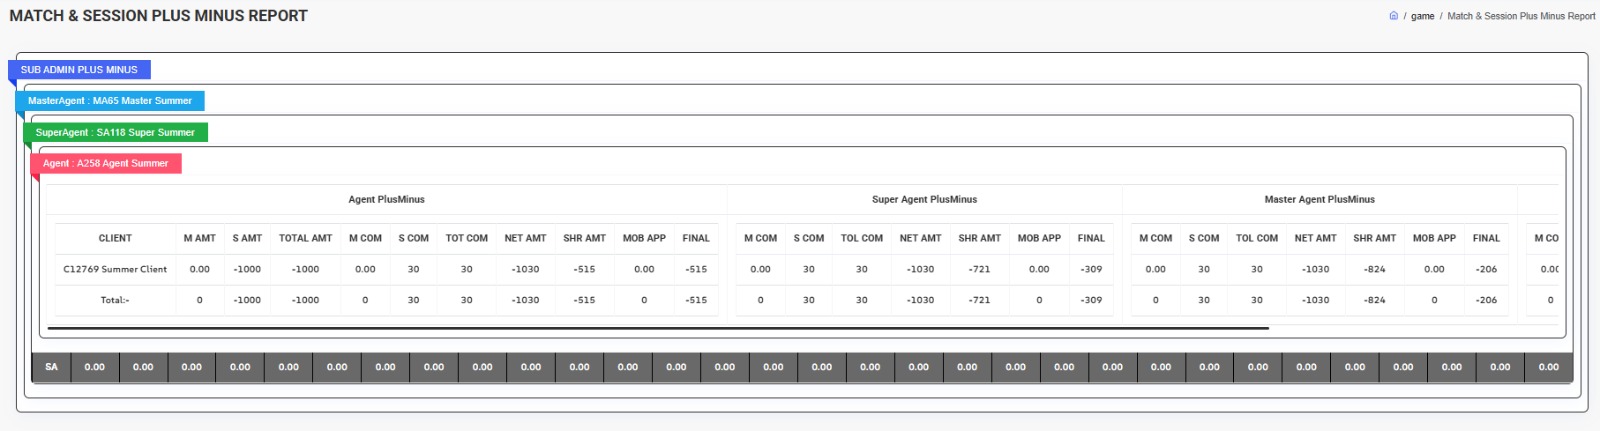 MATCH & SESSION PLUS MINUS REPORT
/ game / Match & Session Plus Minus Report
SUB ADMIN PLUS MINUS
MasterAgent : MA65 Master Summer
SuperAgent : SA118 Super Summer
Agent : A258 Agent Summer
Agent PlusMinus Super Agent PlusMinus Master Agent PlusMinus
CLIENT M AMT S AMT TOTAL AMT M COM S COM TOT COM NET AMT SHR AMT MOB APP FINAL M COM S COM TOL COM NET AMT SHR AMT MOB APP FINAL M COM S COM TOL COM NET AMT SHR AMT MOB APP FINAL M CO
C12769 Summer Client 0.00 -1000 -1000 0.00 30 30 -1030 -515 0.00 -515 0.00 30 30 -1030 -721 0.00 -309 0.00 30 30 -1030 -824 0.00 -206 0.00
Total:- 0 -1000 -1000 0 30 30 -1030 -515 0 -515 0 30 30 -1030 -721 0 -309 0 30 30 -1030 -824 0 -206 0
SA 0.00 0.00 0.00 0.00 0.00 0.00 0.00 0.00 0.00 0.00 0.00 0.00 0.00 0.00 0.00 0.00 0.00 0.00 0.00 0.00 0.00 0.00 0.00 0.00 0.00 0.00 0.00 0.00 0.00 0.00 0.00